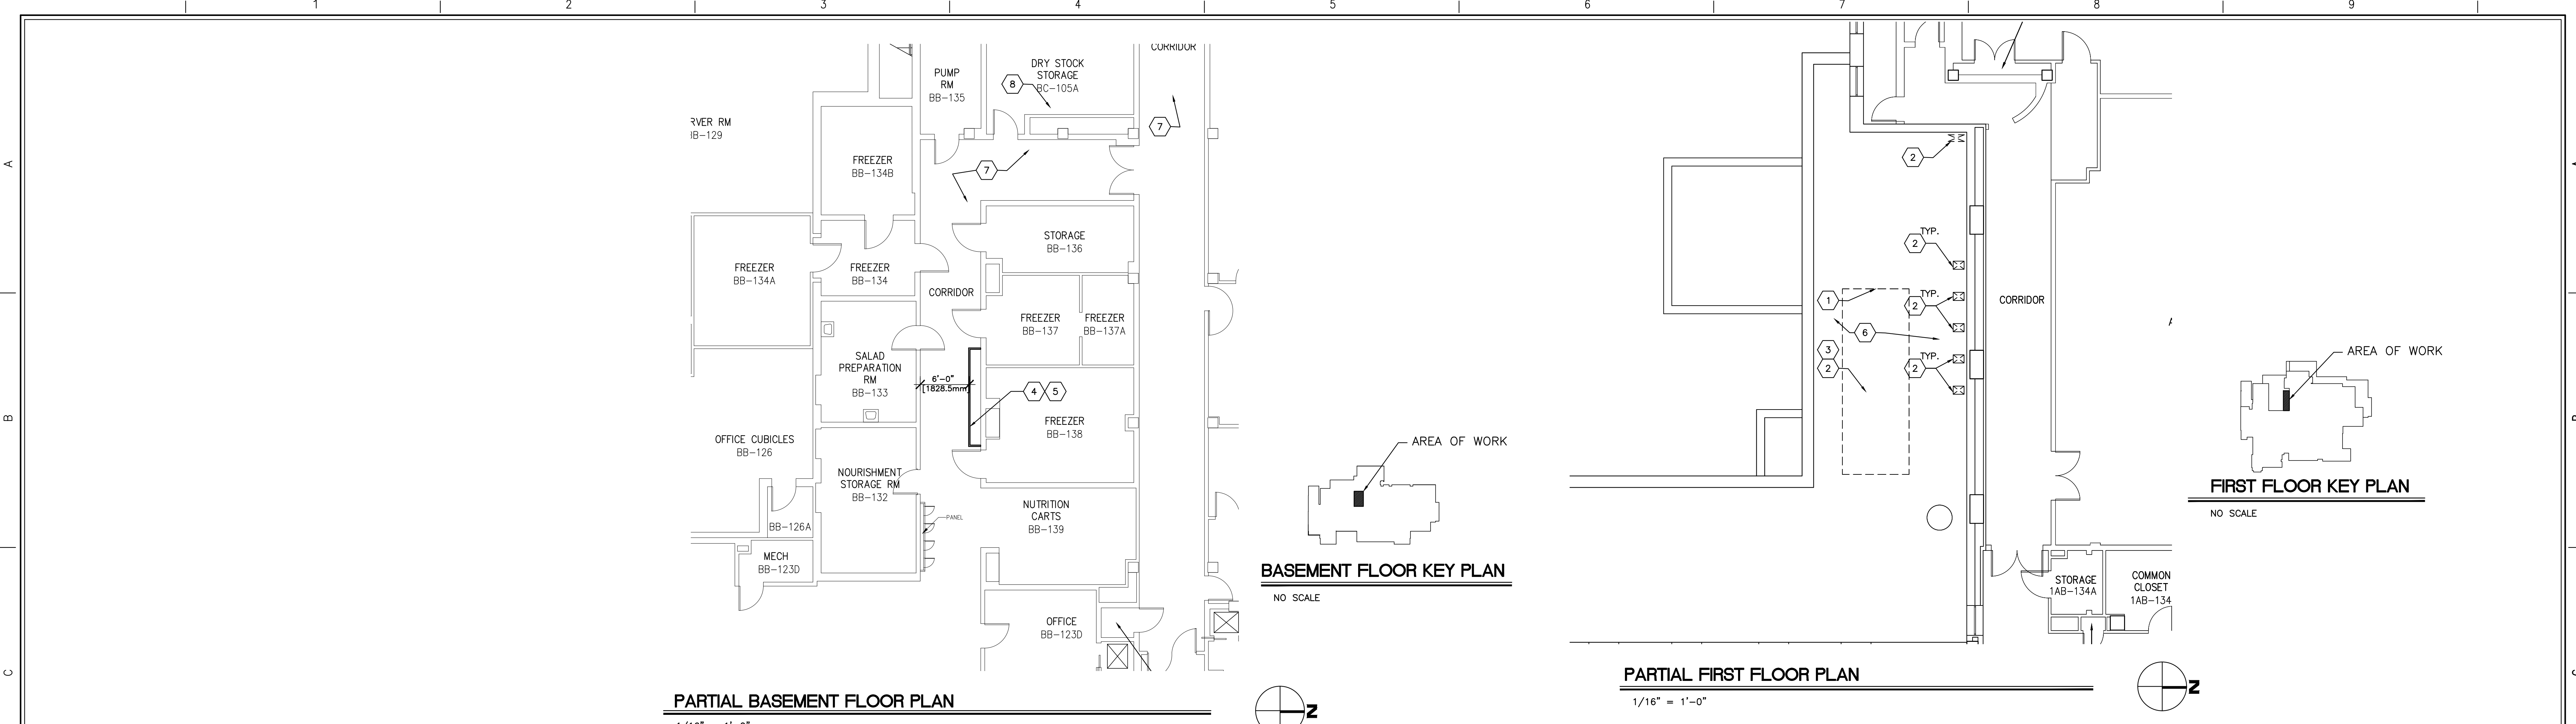 1
2
3
4
5
6
7
8
9
A
B
C
CORRIDOR
PUMP
RM
BB-135
8
DRY STOCK
STORAGE
BC-105A
7
RVER RM
BB-129
FREEZER
BB-134B
7
STORAGE
BB-136
FREEZER
BB-134A
FREEZER
BB-134
CORRIDOR
FREEZER
BB-137
FREEZER
BB-137A
SALAD
PREPARATION
RM
BB-133
6'-0"
[1828.5mm]
4
5
FREEZER
BB-138
OFFICE CUBICLES
BB-126
NOURISHMENT
STORAGE RM
BB-132
NUTRITION
CARTS
BB-139
PANEL
BB-126A
MECH
BB-123D
OFFICE
BB-123D
PARTIAL BASEMENT FLOOR PLAN
N
AREA OF WORK
BASEMENT FLOOR KEY PLAN
NO SCALE
2
TYP.
2
TYP.
1
2
6
CORRIDOR
3
2
TYP.
2
STORAGE
1AB-134A
COMMON
CLOSET
1AB-134
PARTIAL FIRST FLOOR PLAN
1/16" = 1'-0"
N
AREA OF WORK
FIRST FLOOR KEY PLAN
NO SCALE